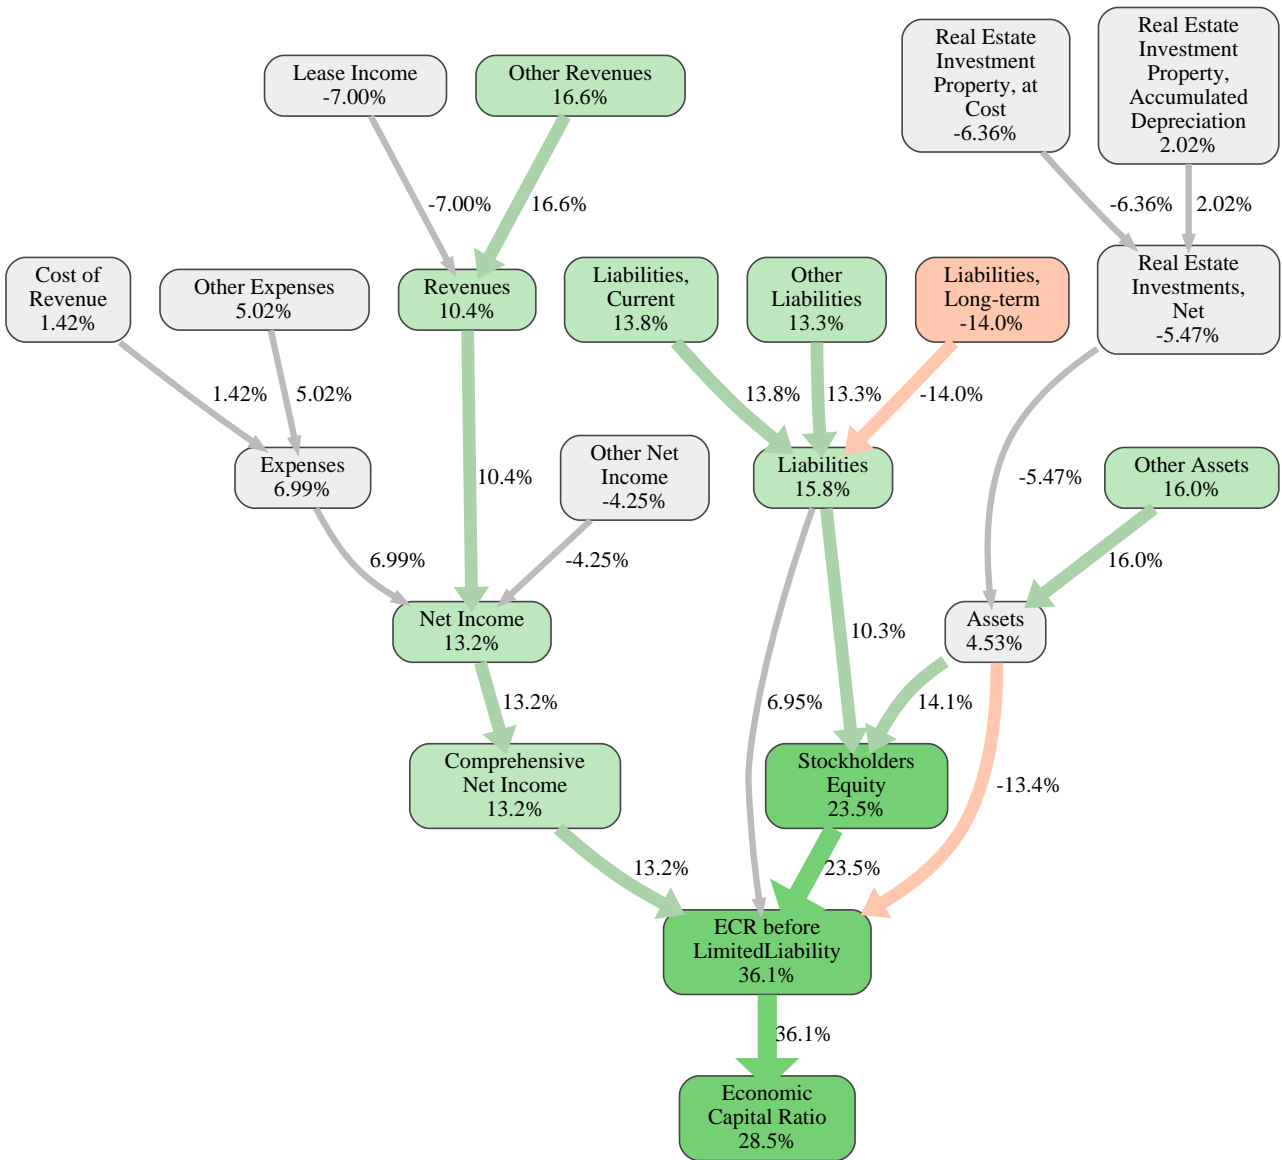 Real Estate
Investment
Property, at
Cost
-6.36%
Real Estate
Investment
Property,
Accumulated
Depreciation
2.02%
Lease Income
-7.00%
Other Revenues
16.6%
-7.00%
16.6%
-6.36%
2.02%
Cost of
Revenue
1.42%
Other Expenses
5.02%
Revenues
10.4%
Liabilities,
Current
13.8%
Other
Liabilities
13.3%
Liabilities,
Long-term
-14.0%
Real Estate
Investments,
Net
-5.47%
1.42%
5.02%
13.8%
13.3%
-14.0%
Expenses
6.99%
10.4%
Other Net
Income
-4.25%
Liabilities
15.8%
-5.47%
Other Assets
16.0%
6.99%
-4.25%
16.0%
Net Income
13.2%
10.3%
Assets
4.53%
13.2%
6.95%
14.1%
Comprehensive
Net Income
13.2%
Stockholders
Equity
23.5%
-13.4%
13.2%
23.5%
ECR before
LimitedLiability
36.1%
36.1%
Economic
Capital Ratio
28.5%